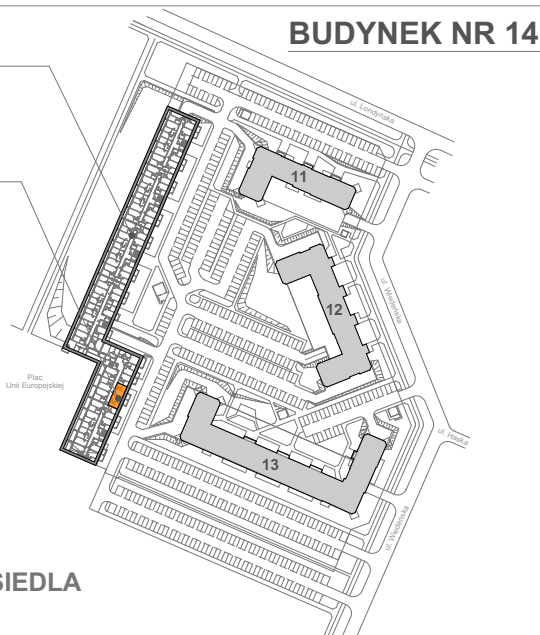 BUDYNEK NR 14
ul. Londyńska
11
ul. Wiedeńska
12
Plac
Unii Europejskiej
ul. Haska
13
ul. Wiedeńska
SIEDLA